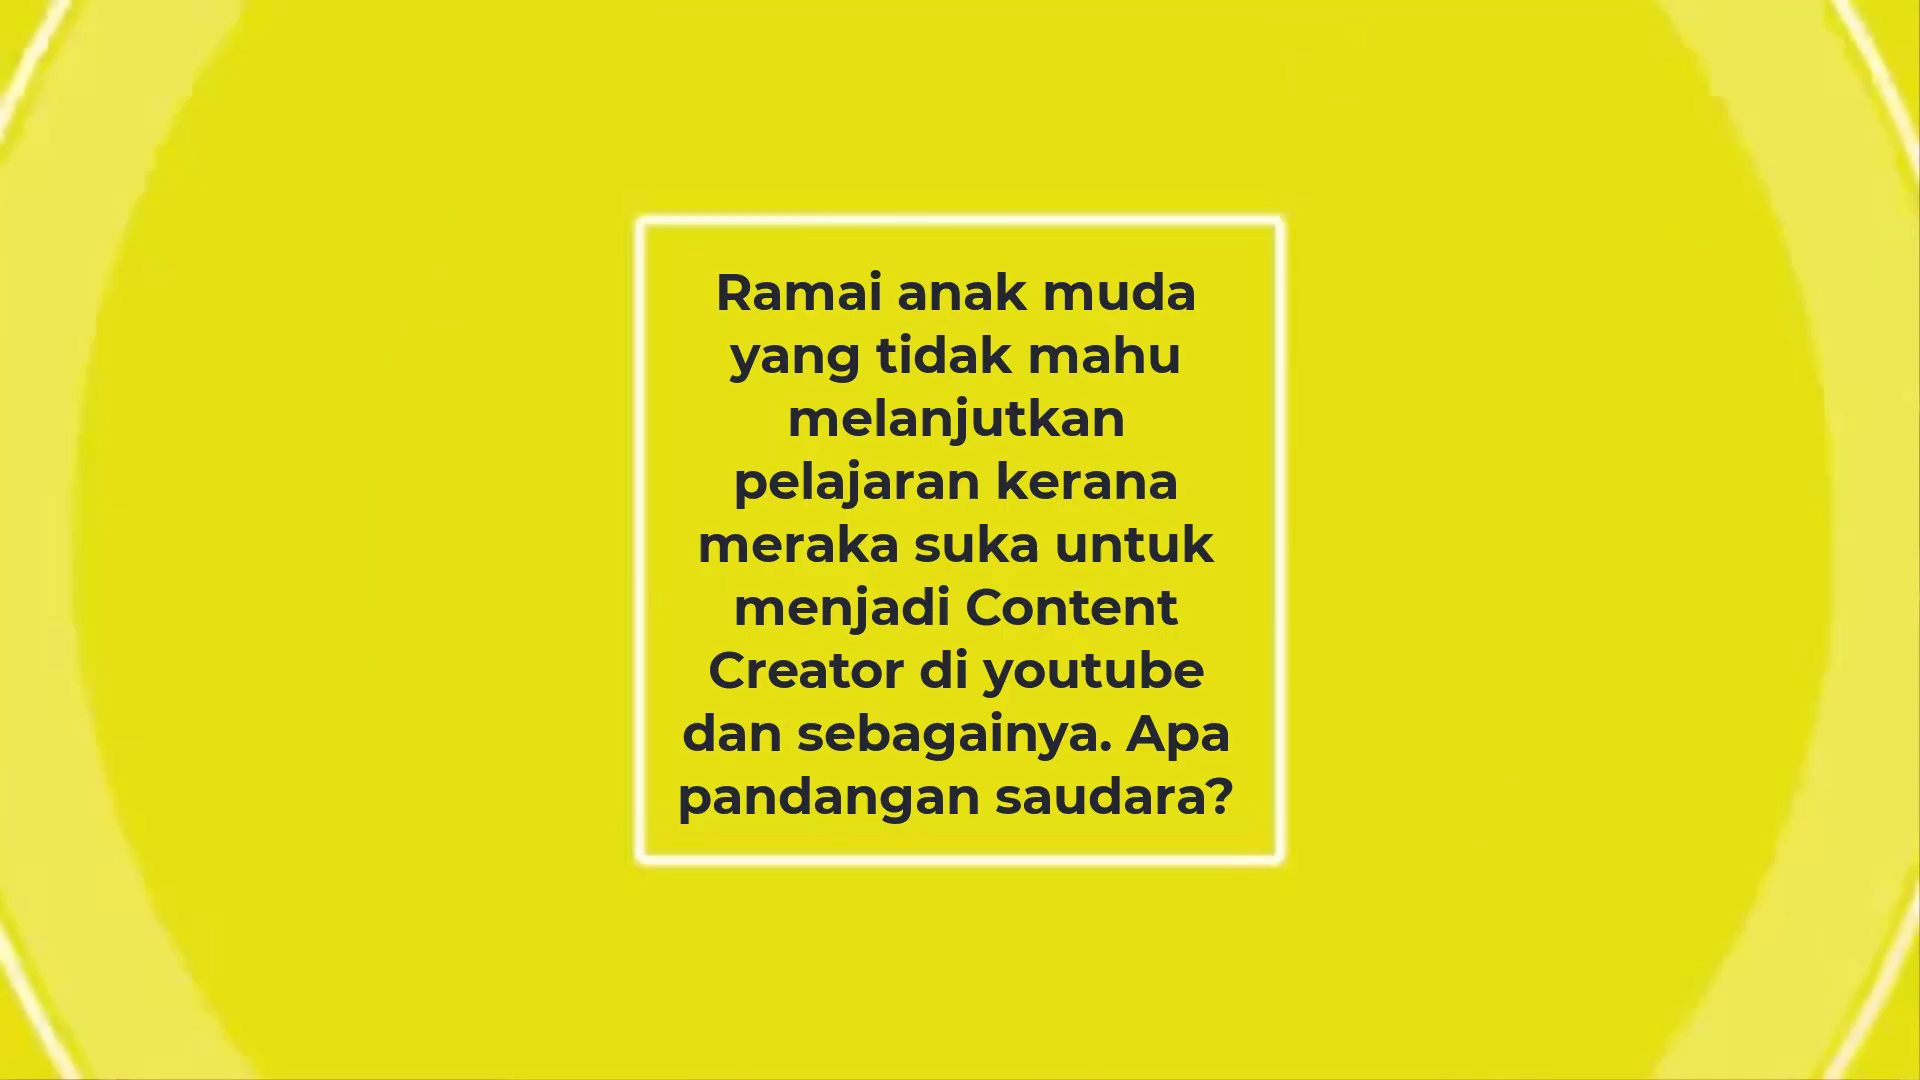 Ramai anak muda
yang tidak mahu
melanjutkan
pelajaran kerana
meraka suka untuk
menjadi Content
Creator di youtube
dan sebagainya. Apa
pandangan saudara?